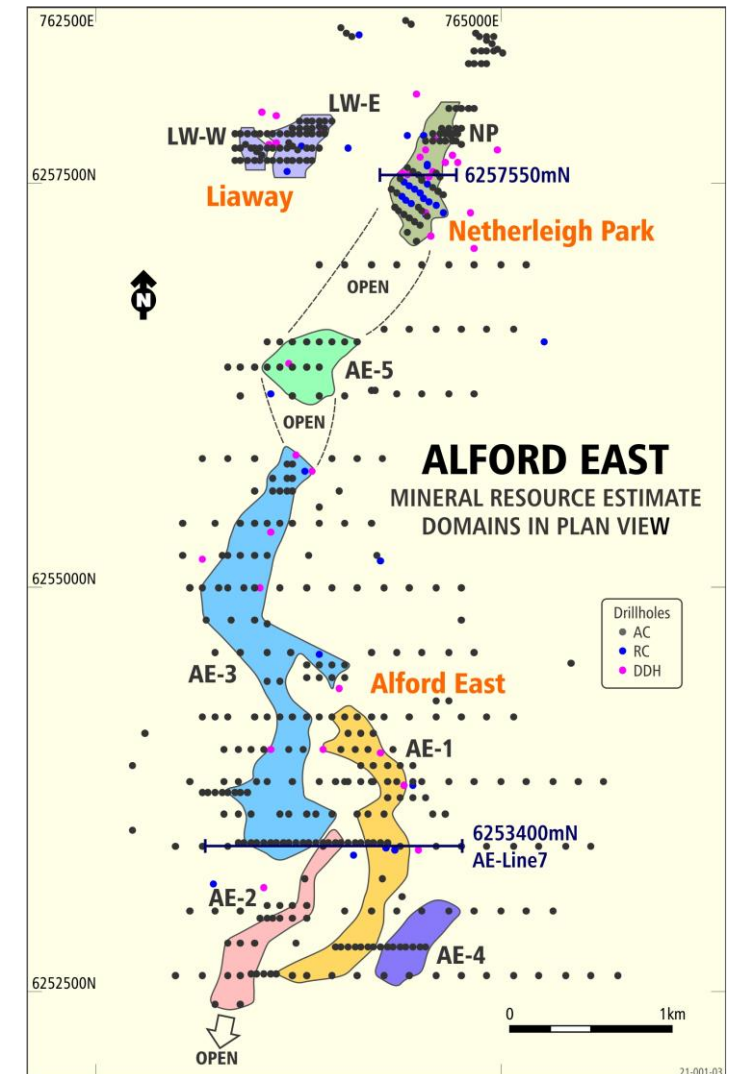 762500E
765000E
LW-E
LW-W
NP
6257500N
6257550mN
Liaway
Netherleigh Park
N
OPEN
AE-5
OPEN
ALFORD EAST
MINERAL RESOURCE ESTIMATE
DOMAINS IN PLAN VIEW
6255000N
Drillholes
AC
RC
DDH
AE-3
Alford East
AE-1
6253400mN
AE-Line7
AE-2
AE-4
6252500N
0
1km
OPEN
21-001-03